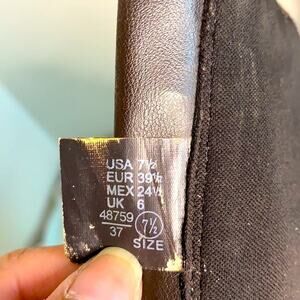 USA 7½
EUR 39½
MEX 24½
UK 6
48759
37
7½
SIZE